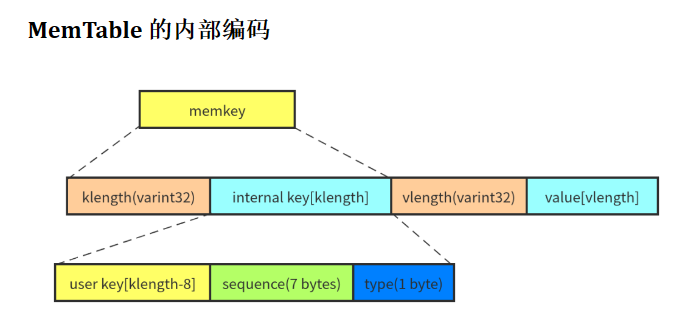 MemTable 的内部编码
memkey
klength(varint32) internal key[klength] vlength(varint32) value[vlength]
user key[klength-8] sequence(7 bytes) type(1 byte)